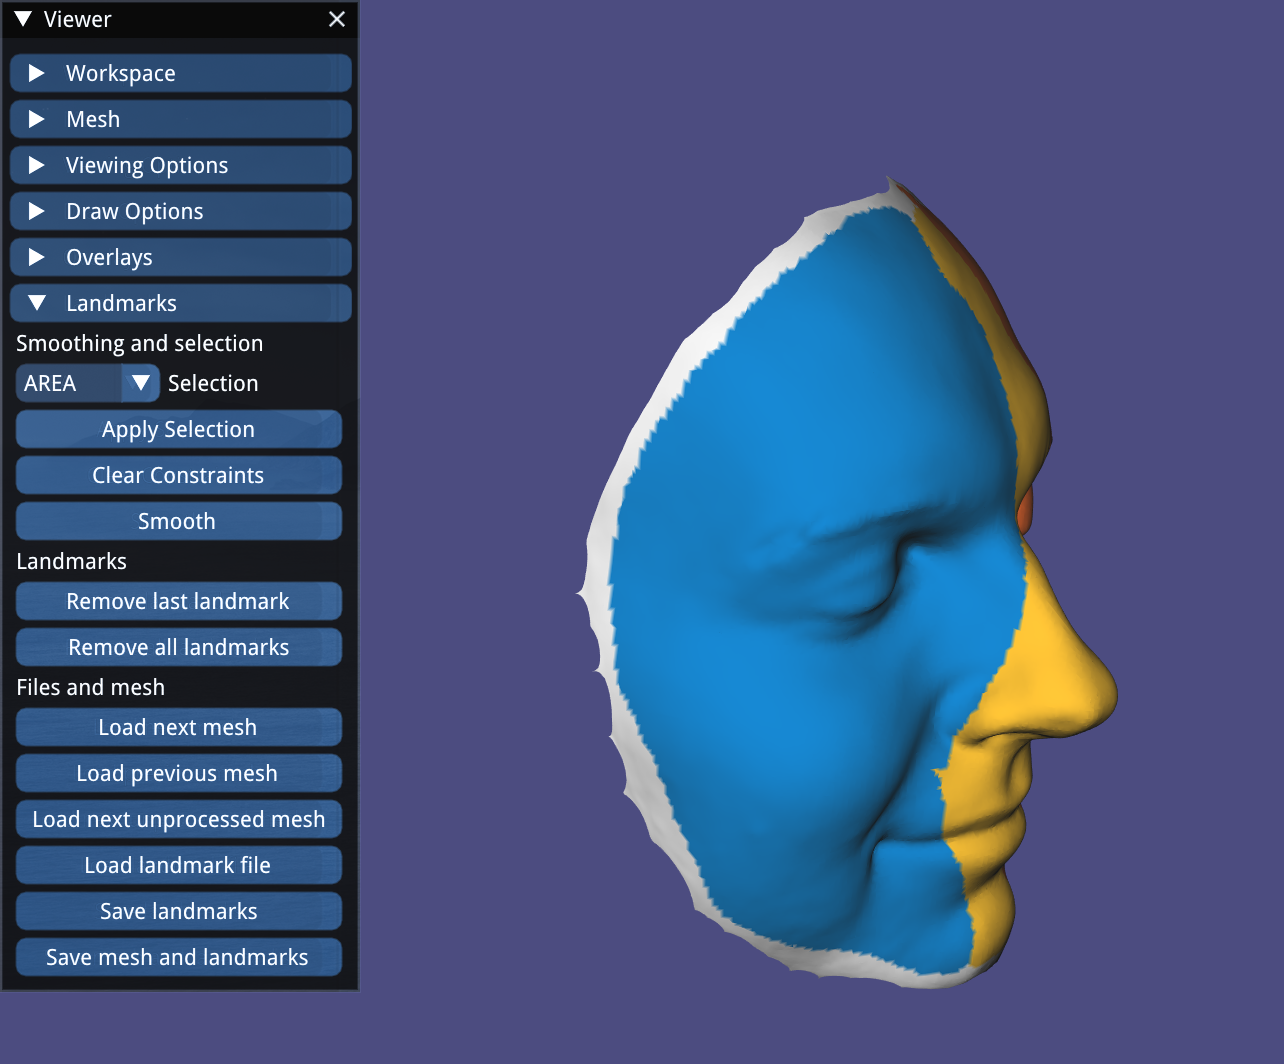 Viewer
Workspace
Mesh
Viewing Options
Draw Options
Overlays
Landmarks
Smoothing and selection
AREA Selection
Apply Selection
Clear Constraints
Smooth
Landmarks
Remove last landmark
Remove all landmarks
Files and mesh
Load next mesh
Load previous mesh
Load next unprocessed mesh
Load landmark file
Save landmarks
Save mesh and landmarks